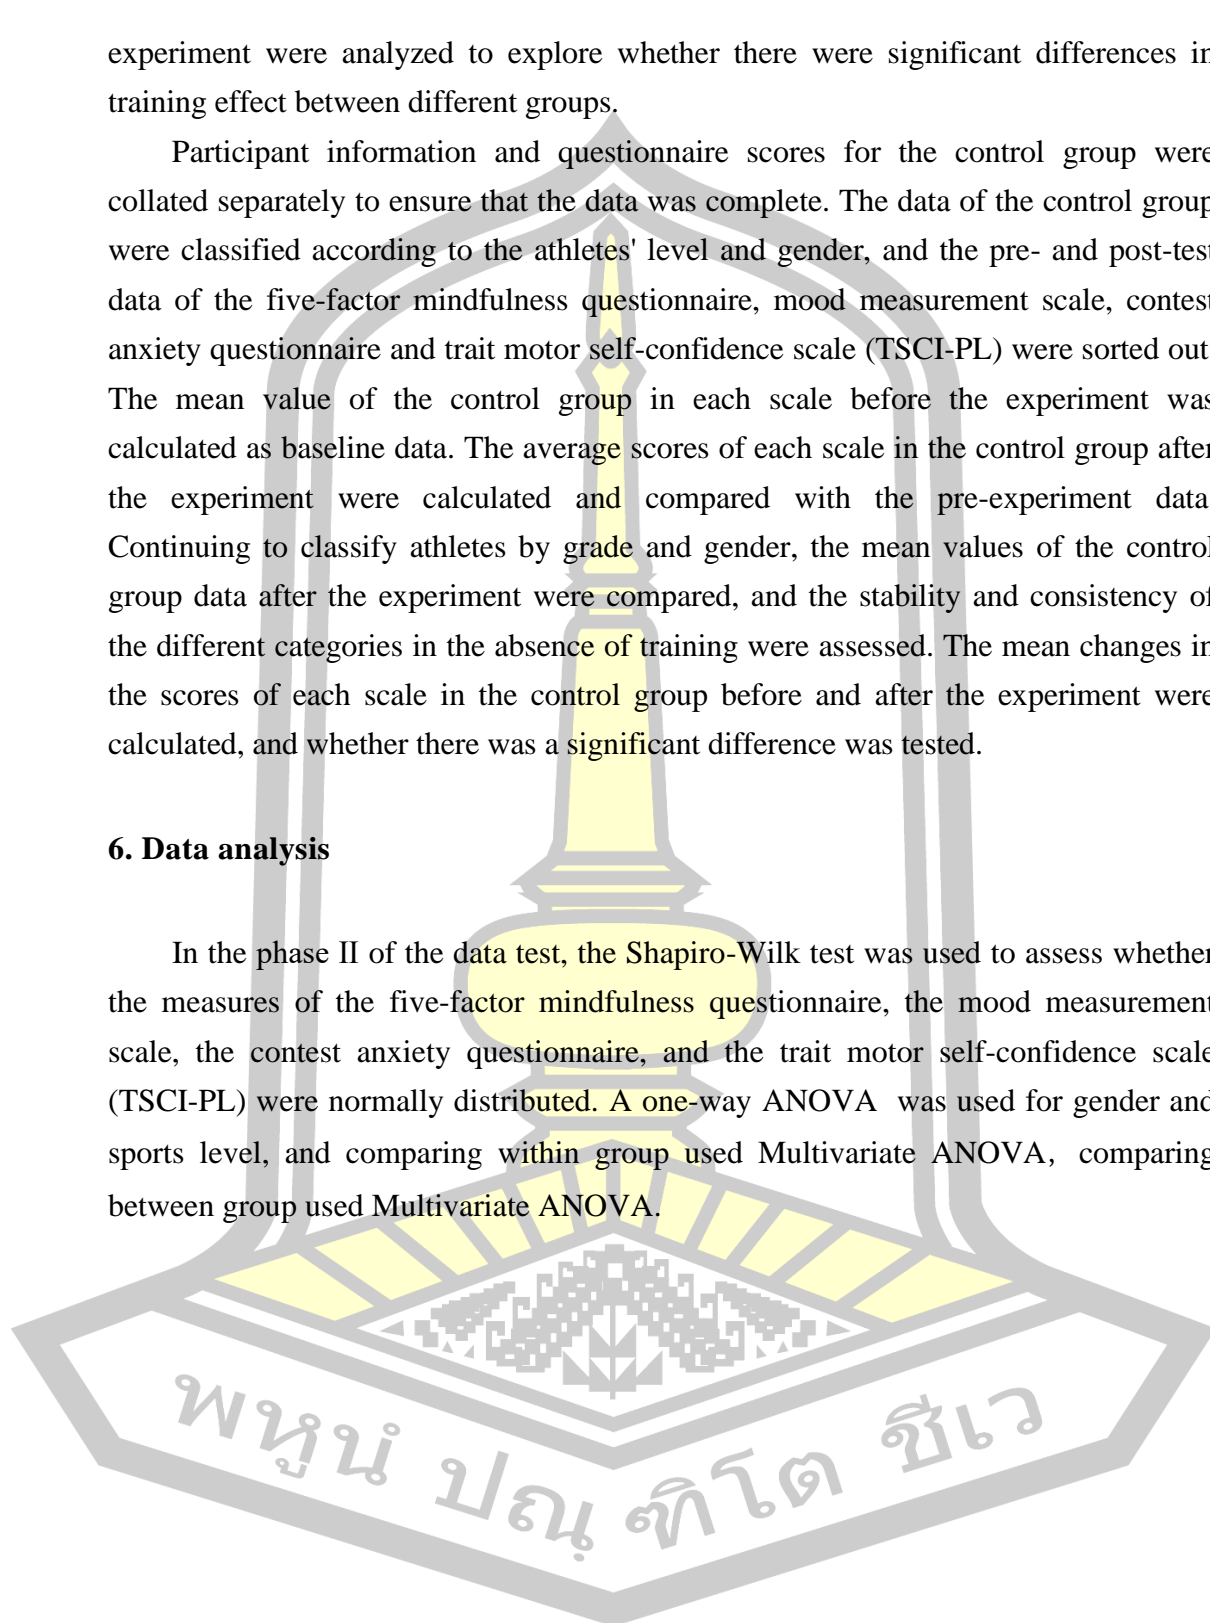 experiment were analyzed to explore whether there were significant differences in
training effect between different groups.
Participant information and questionnaire scores for the control group were
collated separately to ensure that the data was complete. The data of the control group
were classified according to the athletes' level and gender, and the pre- and post-test
data of the five-factor mindfulness questionnaire, mood measurement scale, contest
anxiety questionnaire and trait motor self-confidence scale (TSCI-PL) were sorted out
The mean value of the control group in each scale before the experiment was
calculated as baseline data. The average scores of each scale in the control group after
the experiment were calculated and compared with the pre-experiment data.
Continuing to classify athletes by grade and gender, the mean values of the control
group data after the experiment were compared, and the stability and consistency of
the different categories in the absence of training were assessed. The mean changes in
the scores of each scale in the control group before and after the experiment were
calculated, and whether there was a significant difference was tested.
6. Data analysis
In the phase II of the data test, the Shapiro-Wilk test was used to assess whether
the measures of the five-factor mindfulness questionnaire, the mood measurement
scale, the contest anxiety questionnaire, and the trait motor self-confidence scale
(TSCI-PL) were normally distributed. A one-way ANOVA was used for gender and
sports level, and comparing within group used Multivariate ANOVA, comparing
between group used Multivariate ANOVA.
พหูนํ ปณฺฑิโต ชีเว